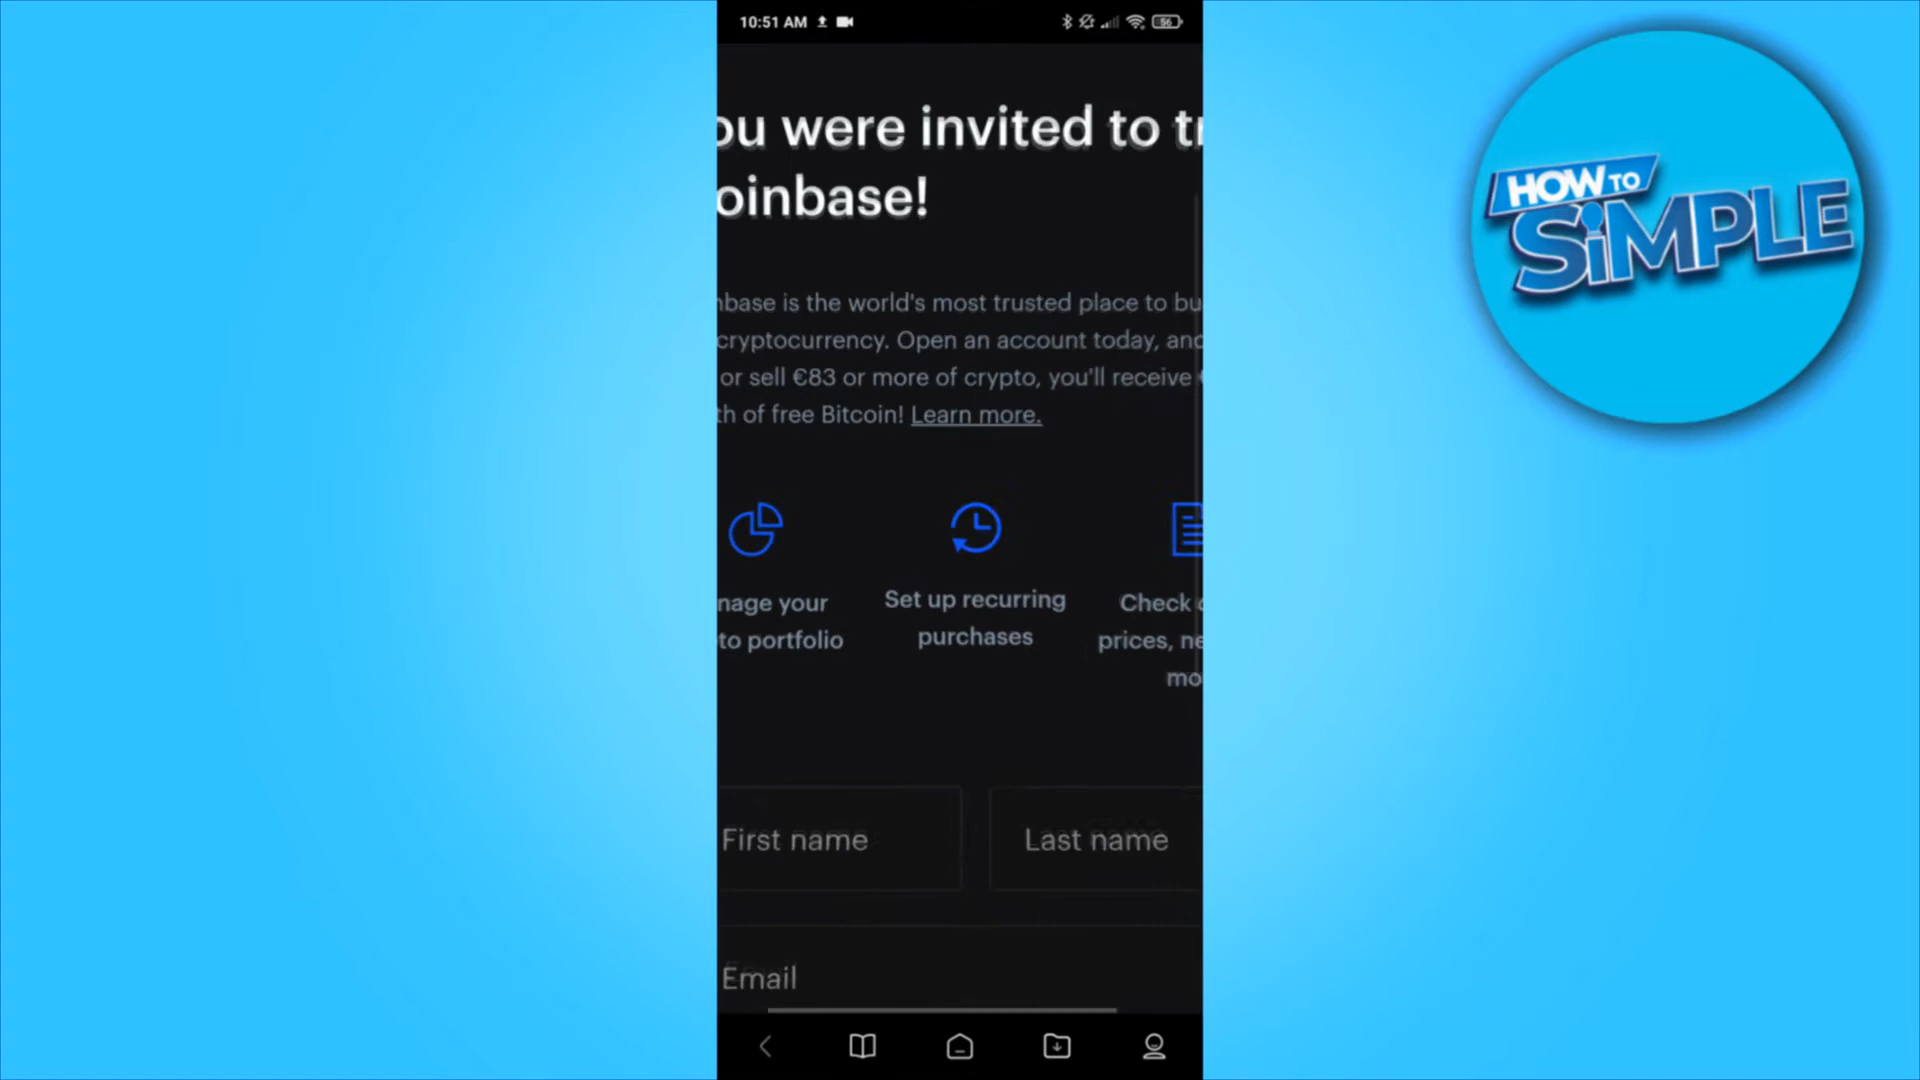 10:51 AM
56
HOW TO
SiMPLE
ou were invited to tr
oinbase!
nbase is the world's most trusted place to bu
cryptocurrency. Open an account today, and
or sell €83 or more of crypto, you'll receive
th of free Bitcoin! Learn more.
nage your
to portfolio
Set up recurring
purchases
Check
prices, ne
mo
First name
Last name
Email